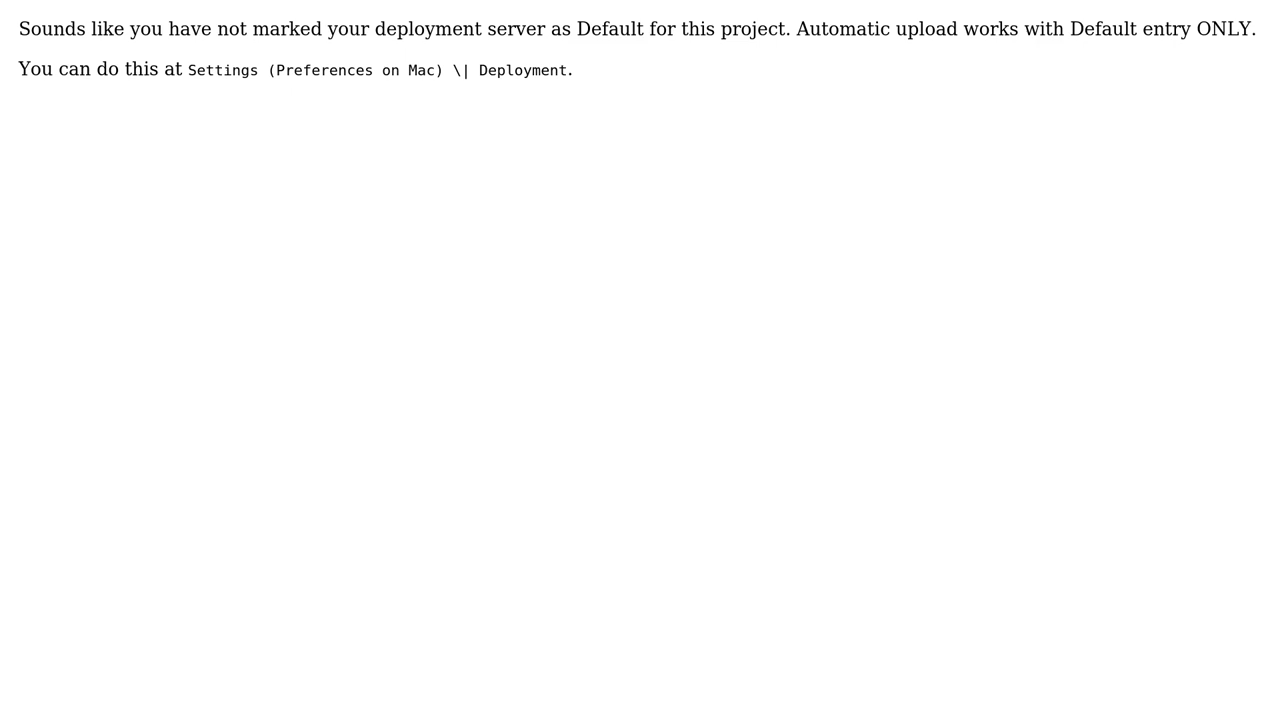 Sounds like you have not marked your deployment server as Default for this project. Automatic upload works with Default entry ONLY.
You can do this at Settings (Preferences on Mac) \| Deployment.